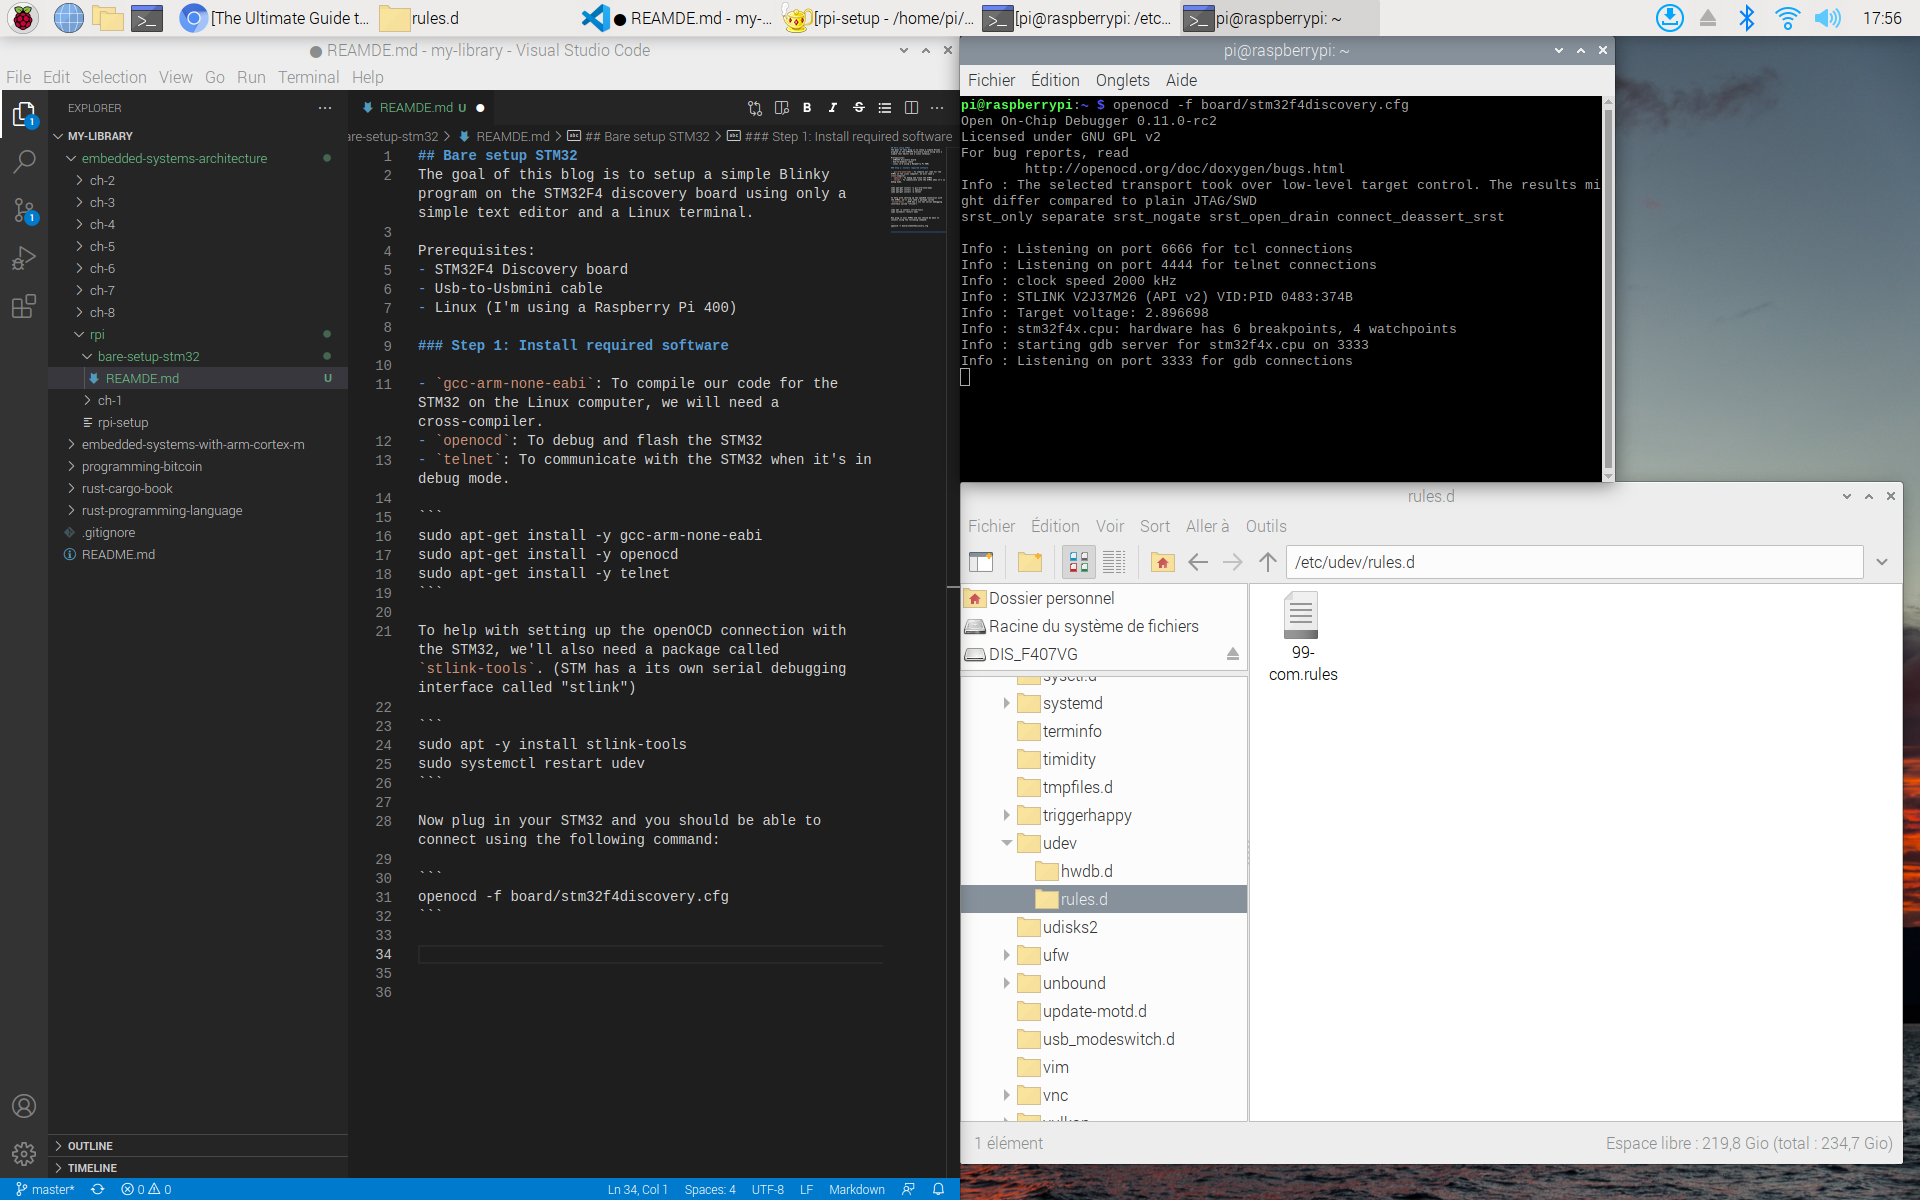 [The Ultimate Guide t...
rules.d
● REAMDE.md - my-...
[rpi-setup - /home/pi/...
[pi@raspberrypi: /etc...
pi@raspberrypi: ~
17:56
● REAMDE.md - my-library - Visual Studio Code
File Edit Selection View Go Run Terminal Help
EXPLORER
MY-LIBRARY
embedded-systems-architecture
ch-2
ch-3
ch-4
ch-5
ch-6
ch-7
ch-8
rpi
bare-setup-stm32
REAMDE.md U
ch-1
rpi-setup
embedded-systems-with-arm-cortex-m
programming-bitcoin
rust-cargo-book
rust-programming-language
.gitignore
README.md
OUTLINE
TIMELINE
1
1
REAMDE.md U
are-setup-stm32 > REAMDE.md > ## Bare setup STM32 > ### Step 1: Install required software
1 ## Bare setup STM32
2 The goal of this blog is to setup a simple Blinky
program on the STM32F4 discovery board using only a
simple text editor and a Linux terminal.
3
4 Prerequisites:
5 - STM32F4 Discovery board
6 - Usb-to-Usbmini cable
7 - Linux (I'm using a Raspberry Pi 400)
8
9 ### Step 1: Install required software
10
11 - `gcc-arm-none-eabi`: To compile our code for the
STM32 on the Linux computer, we will need a
cross-compiler.
12 - `openocd`: To debug and flash the STM32
13 - `telnet`: To communicate with the STM32 when it's in
debug mode.
14
15 ```
16 sudo apt-get install -y gcc-arm-none-eabi
17 sudo apt-get install -y openocd
18 sudo apt-get install -y telnet
19 ```
20
21 To help with setting up the openOCD connection with
the STM32, we'll also need a package called
`stlink-tools`. (STM has a its own serial debugging
interface called "stlink")
22
23 ```
24 sudo apt -y install stlink-tools
25 sudo systemctl restart udev
26 ```
27
28 Now plug in your STM32 and you should be able to
connect using the following command:
29
30 ```
31 openocd -f board/stm32f4discovery.cfg
32 ```
33
34
35
36
master* 0 0 Ln 34, Col 1 Spaces: 4 UTF-8 LF Markdown
pi@raspberrypi: ~
Fichier Édition Onglets Aide
pi@raspberrypi:~ $ openocd -f board/stm32f4discovery.cfg
Open On-Chip Debugger 0.11.0-rc2
Licensed under GNU GPL v2
For bug reports, read
http://openocd.org/doc/doxygen/bugs.html
Info : The selected transport took over low-level target control. The results mi
ght differ compared to plain JTAG/SWD
srst_only separate srst_nogate srst_open_drain connect_deassert_srst
Info : Listening on port 6666 for tcl connections
Info : Listening on port 4444 for telnet connections
Info : clock speed 2000 kHz
Info : STLINK V2J37M26 (API v2) VID:PID 0483:374B
Info : Target voltage: 2.896698
Info : stm32f4x.cpu: hardware has 6 breakpoints, 4 watchpoints
Info : starting gdb server for stm32f4x.cpu on 3333
Info : Listening on port 3333 for gdb connections
rules.d
Fichier Édition Voir Sort Aller à Outils
/etc/udev/rules.d
Dossier personnel
Racine du système de fichiers
DIS_F407VG
sysctl.d
systemd
terminfo
timidity
tmpfiles.d
triggerhappy
udev
hwdb.d
rules.d
udisks2
ufw
unbound
update-motd.d
usb_modeswitch.d
vim
vnc
vulkan
99-
com.rules
1 élément
Espace libre : 219,8 Gio (total : 234,7 Gio)